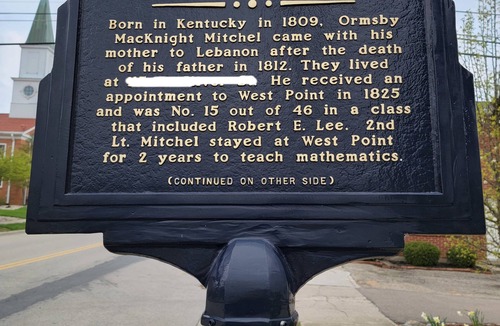 Born in Kentucky in 1809, Ormsby
MacKnight Mitchel came with his
mother to Lebanon after the death
of his father in 1812. They lived
at He received an
appointment to West Point in 1825
and was No. 15 out of 46 in a class
that included Robert E. Lee. 2nd
Lt. Mitchel stayed at West Point
for 2 years to teach mathematics.
(CONTINUED ON OTHER SIDE)